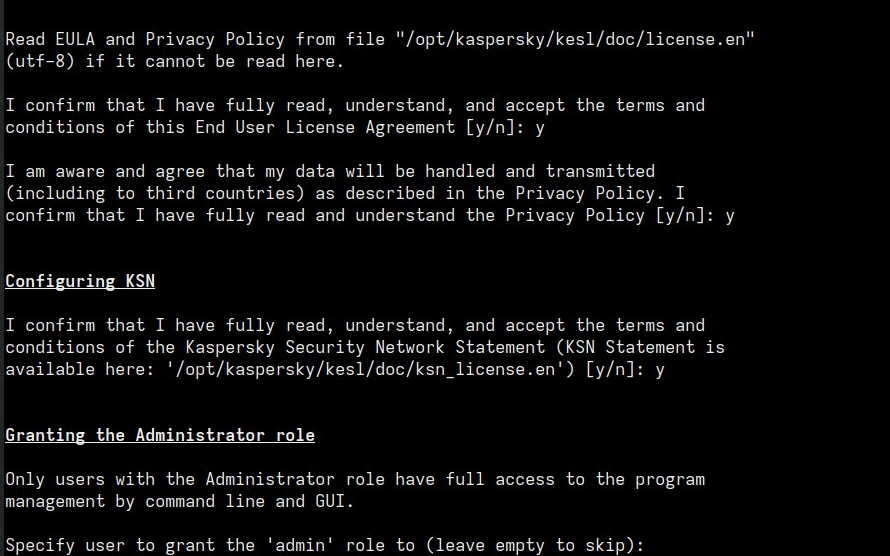 Read EULA and Privacy Policy from file "/opt/kaspersky/kesl/doc/license.en"
(utf-8) if it cannot be read here.
I confirm that I have fully read, understand, and accept the terms and
conditions of this End User License Agreement [y/n]: y
I am aware and agree that my data will be handled and transmitted
(including to third countries) as described in the Privacy Policy. I
confirm that I have fully read and understand the Privacy Policy [y/n]: y
Configuring KSN
I confirm that I have fully read, understand, and accept the terms and
conditions of the Kaspersky Security Network Statement (KSN Statement is
available here: '/opt/kaspersky/kesl/doc/ksn_license.en') [y/n]: y
Granting the Administrator role
Only users with the Administrator role have full access to the program
management by command line and GUI.
Specify user to grant the 'admin' role to (leave empty to skip):